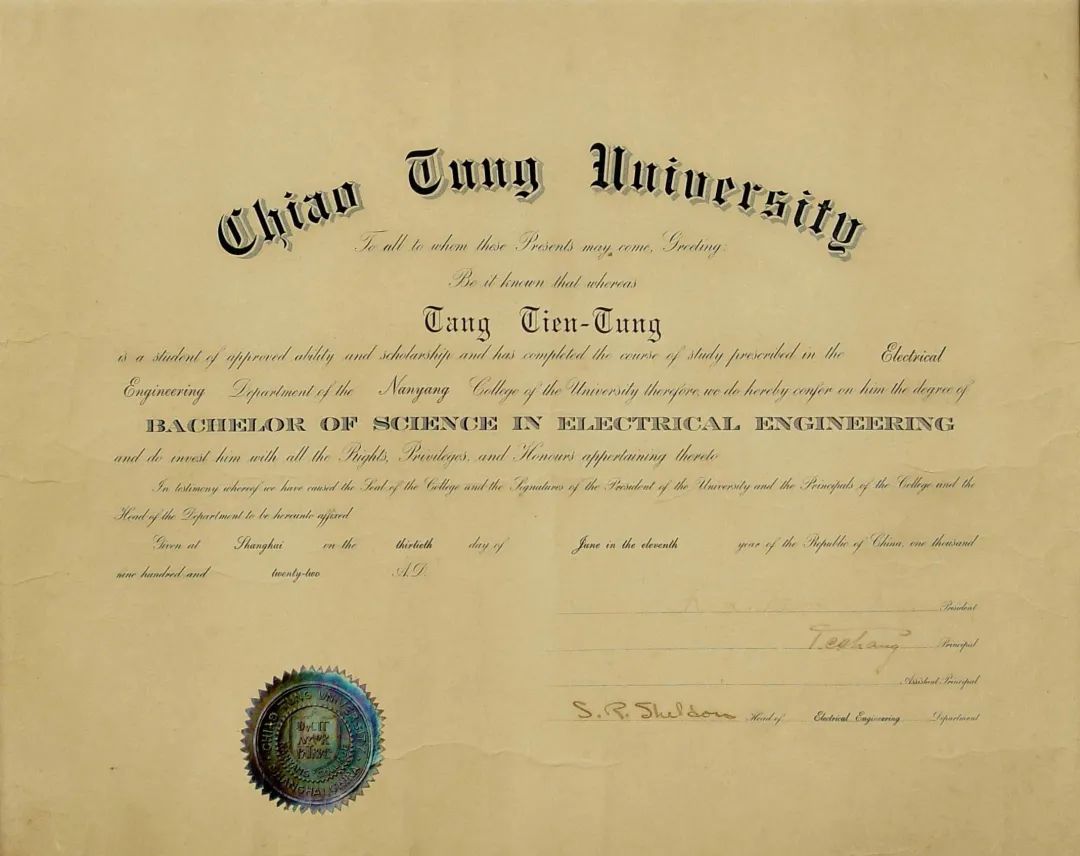 Chiao Tung University
To all to whom these Presents may come, Greeting:
Be it known that whereas
Tang Tien-Tung
is a student of approved ability and scholarship and has completed the course of study prescribed in the Electrical
Engineering Department of the Nanyang College of the University therefore, we do hereby confer on him the degree of
BACHELOR OF SCIENCE IN ELECTRICAL ENGINEERING
and do invest him with all the Rights, Privileges, and Honours appertaining thereto
In testimony whereof we have caused the Seal of the College and the Signatures of the President of the University and the Principals of the College and the
Head of the Department to be hereunto affixed
Given at Shanghai on the thirtieth day of June in the eleventh year of the Republic of China, one thousand
nine hundred and twenty-two A.D.
President
Principal
Assistant Principal
S. R. Sheldon Head of Electrical Engineering Department
CHIAO TUNG UNIVERSITY
SHANGHAI CHINA